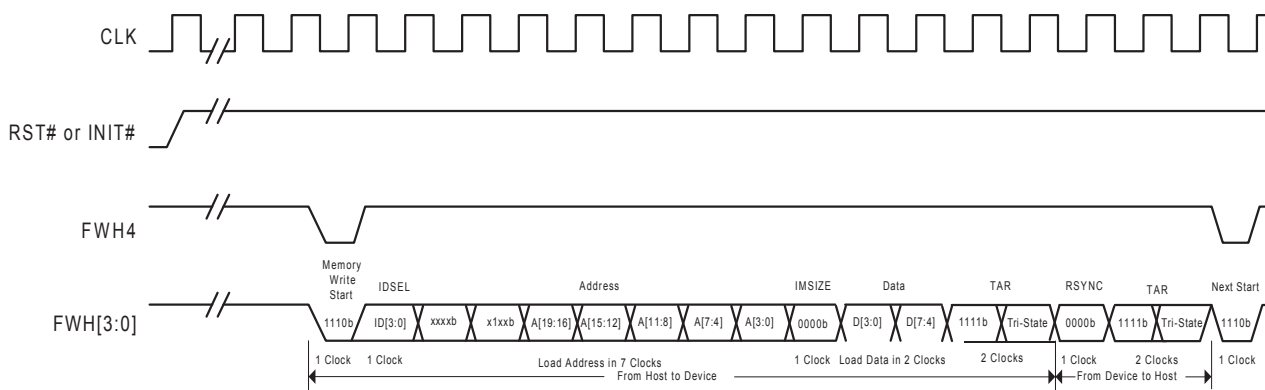 CLK
RST# or INIT#
FWH4
Memory
Write
Start
IDSEL
Address
IMSIZE
Data
TAR
RSYNC
TAR
Next Start
FWH[3:0]
1110b
ID[3:0]
xxxxb
x1xxb
A[19:16]
A[15:12]
A[11:8]
A[7:4]
A[3:0]
0000b
D[3:0]
D[7:4]
1111b
Tri-State
0000b
1111b
Tri-State
1110b
1 Clock
1 Clock
Load Address in 7 Clocks
1 Clock
Load Data in 2 Clocks
2 Clocks
1 Clock
2 Clocks
1 Clock
From Host to Device
From Device to Host